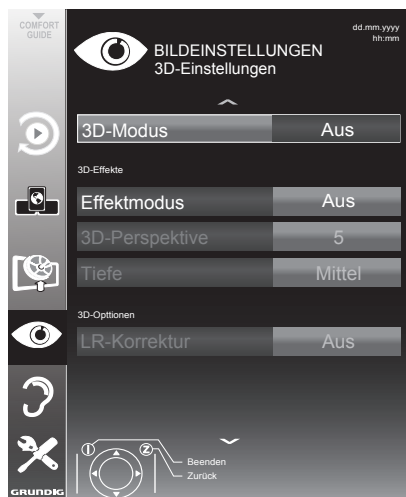 COMFORT
GUIDE
dd.mm.yyyy
hh:mm
BILDEINSTELLUNGEN
3D-Einstellungen
3D-Modus Aus
3D-Effekte
Effektmodus Aus
3D-Perspektive 5
Tiefe Mittel
3D-Opttionen
LR-Korrektur Aus
Z
Beenden
Zurück
GRUNDIG